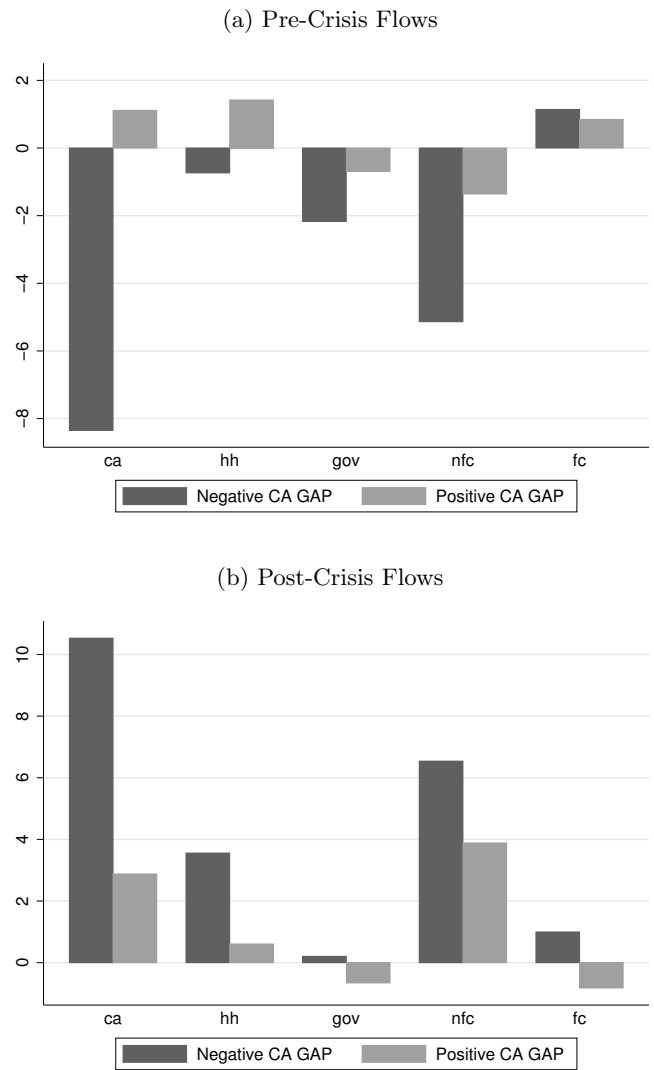 (a) Pre-Crisis Flows
2
0
−2
−4
−6
−8
ca hh gov nfc fc
Negative CA GAP Positive CA GAP
(b) Post-Crisis Flows
10
8
6
4
2
0
ca hh gov nfc fc
Negative CA GAP Positive CA GAP